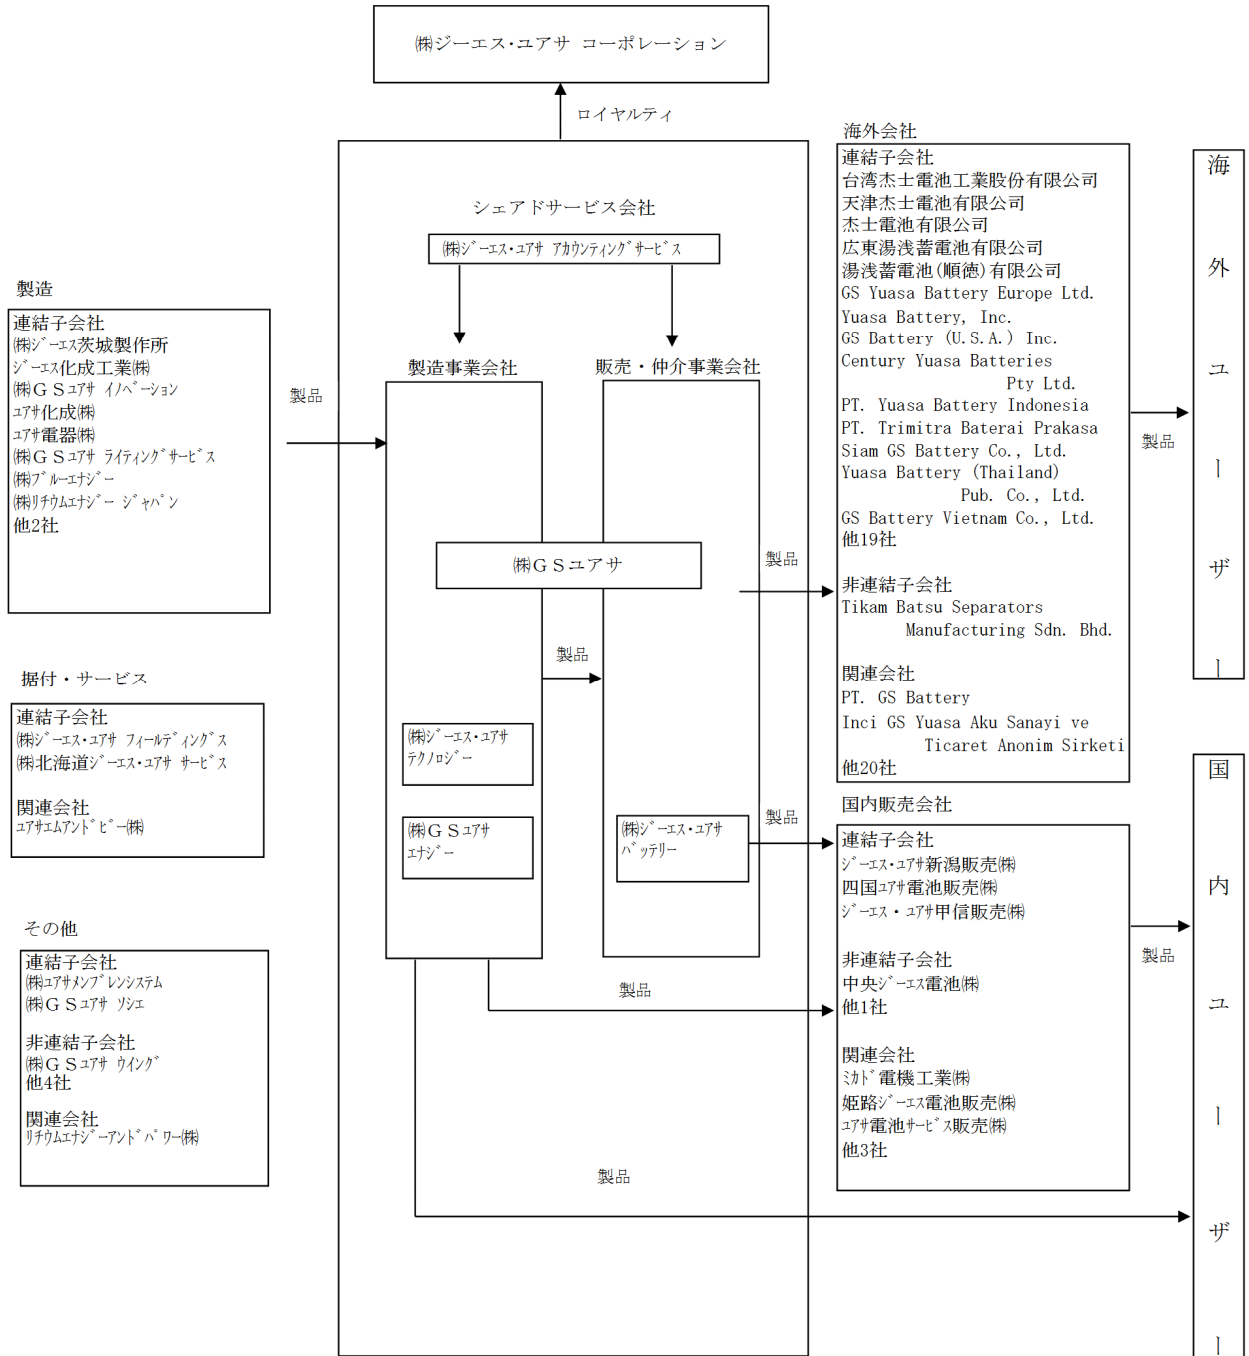 ㈱ジーエス・ユアサ コーポレーション
ロイヤルティ
シェアドサービス会社
㈱ジーエス・ユアサ アカウンティングサービス
製造
連結子会社
㈱ジーエス茨城製作所
ジーエス化成工業㈱
㈱ＧＳユアサ イノベーション
ユアサ化成㈱
ユアサ電器㈱
㈱ＧＳユアサ ライティングサービス
㈱ブルーエナジー
㈱リチウムエナジー ジャパン
他2社
製品
据付・サービス
連結子会社
㈱ジーエス・ユアサ フィールディングス
㈱北海道ジーエス・ユアサ サービス
関連会社
ユアサエムアンドビー㈱
その他
連結子会社
㈱ユアサメンブレンシステム
㈱ＧＳユアサ ソシエ
非連結子会社
㈱ＧＳユアサ ウイング
他4社
関連会社
リチウムエナジーアンドパワー㈱
製造事業会社
販売・仲介事業会社
㈱ＧＳユアサ
製品
㈱ジーエス・ユアサ
テクノロジー
㈱ＧＳユアサ
エナジー
㈱ジーエス・ユアサ
バッテリー
製品
製品
製品
製品
海外会社
連結子会社
台湾杰士電池工業股份有限公司
天津杰士電池有限公司
杰士電池有限公司
広東湯浅蓄電池有限公司
湯浅蓄電池(順徳)有限公司
GS Yuasa Battery Europe Ltd.
Yuasa Battery, Inc.
GS Battery (U.S.A.) Inc.
Century Yuasa Batteries
Pty Ltd.
PT. Yuasa Battery Indonesia
PT. Trimitra Baterai Prakasa
Siam GS Battery Co., Ltd.
Yuasa Battery (Thailand)
Pub. Co., Ltd.
GS Battery Vietnam Co., Ltd.
他19社
非連結子会社
Tikam Batsu Separators
Manufacturing Sdn. Bhd.
関連会社
PT. GS Battery
Inci GS Yuasa Aku Sanayi ve
Ticaret Anonim Sirketi
他20社
国内販売会社
連結子会社
ジーエス・ユアサ新潟販売㈱
四国ユアサ電池販売㈱
ジーエス・ユアサ甲信販売㈱
非連結子会社
中央ジーエス電池㈱
他1社
関連会社
ミカド電機工業㈱
姫路ジーエス電池販売㈱
ユアサ電池サービス販売㈱
他3社
製品
製品
海外ユーザー
国内ユーザー